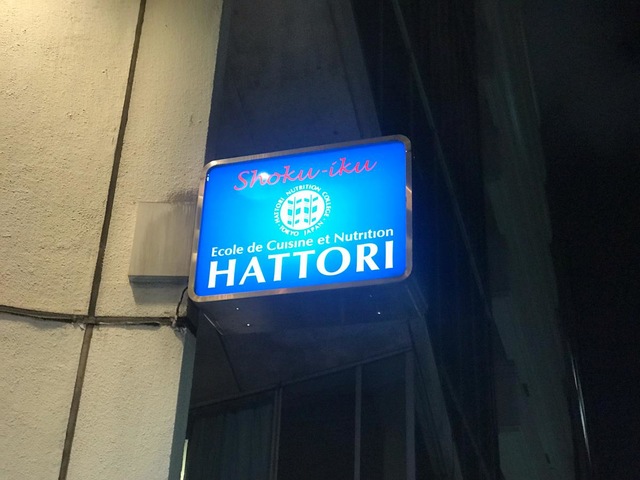 Shoku-iku
HATTORI NUTRITION COLLEGE
TOKYO JAPAN
Ecole de Cuisine et Nutrition
HATTORI